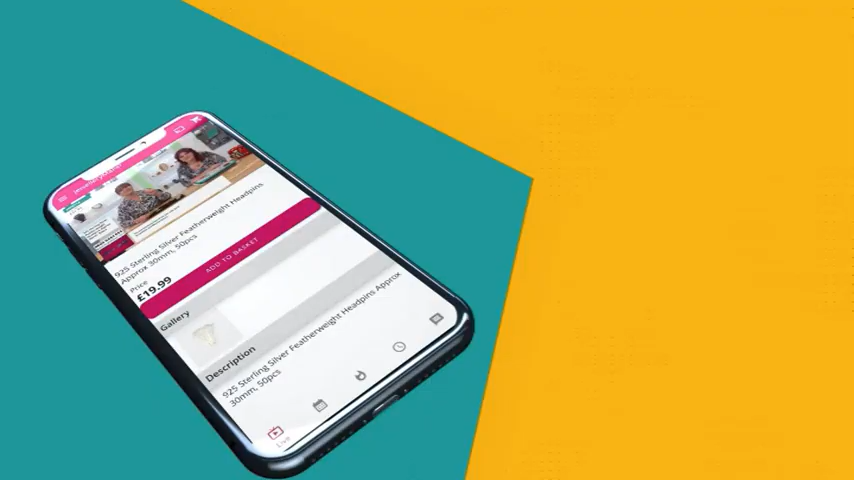 925 Sterling Silver Featherweight Headpins
Approx 30mm, 50pcs
Price
£19.99
ADD TO BASKET
Gallery
Description
925 Sterling Silver Featherweight Headpins Approx
30mm, 50pcs
Live